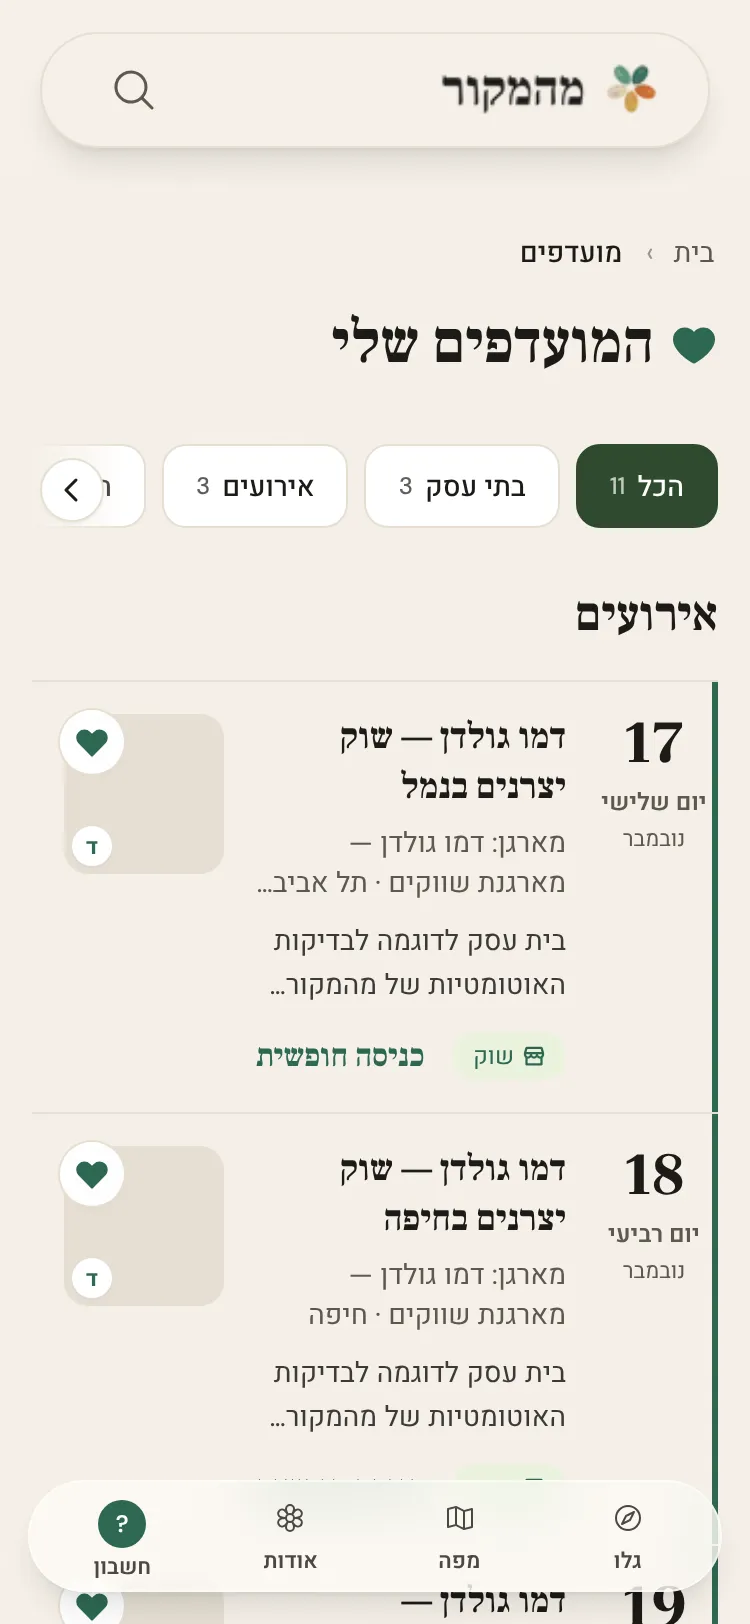 מהמקור
בית › מועדפים
המועדפים שלי
הכל 11
בתי עסק 3
אירועים 3
אירועים
17
יום שלישי
נובמבר
דמו גולדן — שוק
יצרנים בנמל
מארגן: דמו גולדן —
מארגנת שווקים · תל אביב...
בית עסק לדוגמה לבדיקות
האוטומטיות של מהמקור...
שוק
כניסה חופשית
ד
18
יום רביעי
נובמבר
דמו גולדן — שוק
יצרנים בחיפה
מארגן: דמו גולדן —
מארגנת שווקים · חיפה
בית עסק לדוגמה לבדיקות
האוטומטיות של מהמקור...
ד
19
דמו גולדן —
גלו
מפה
אודות
?
חשבון